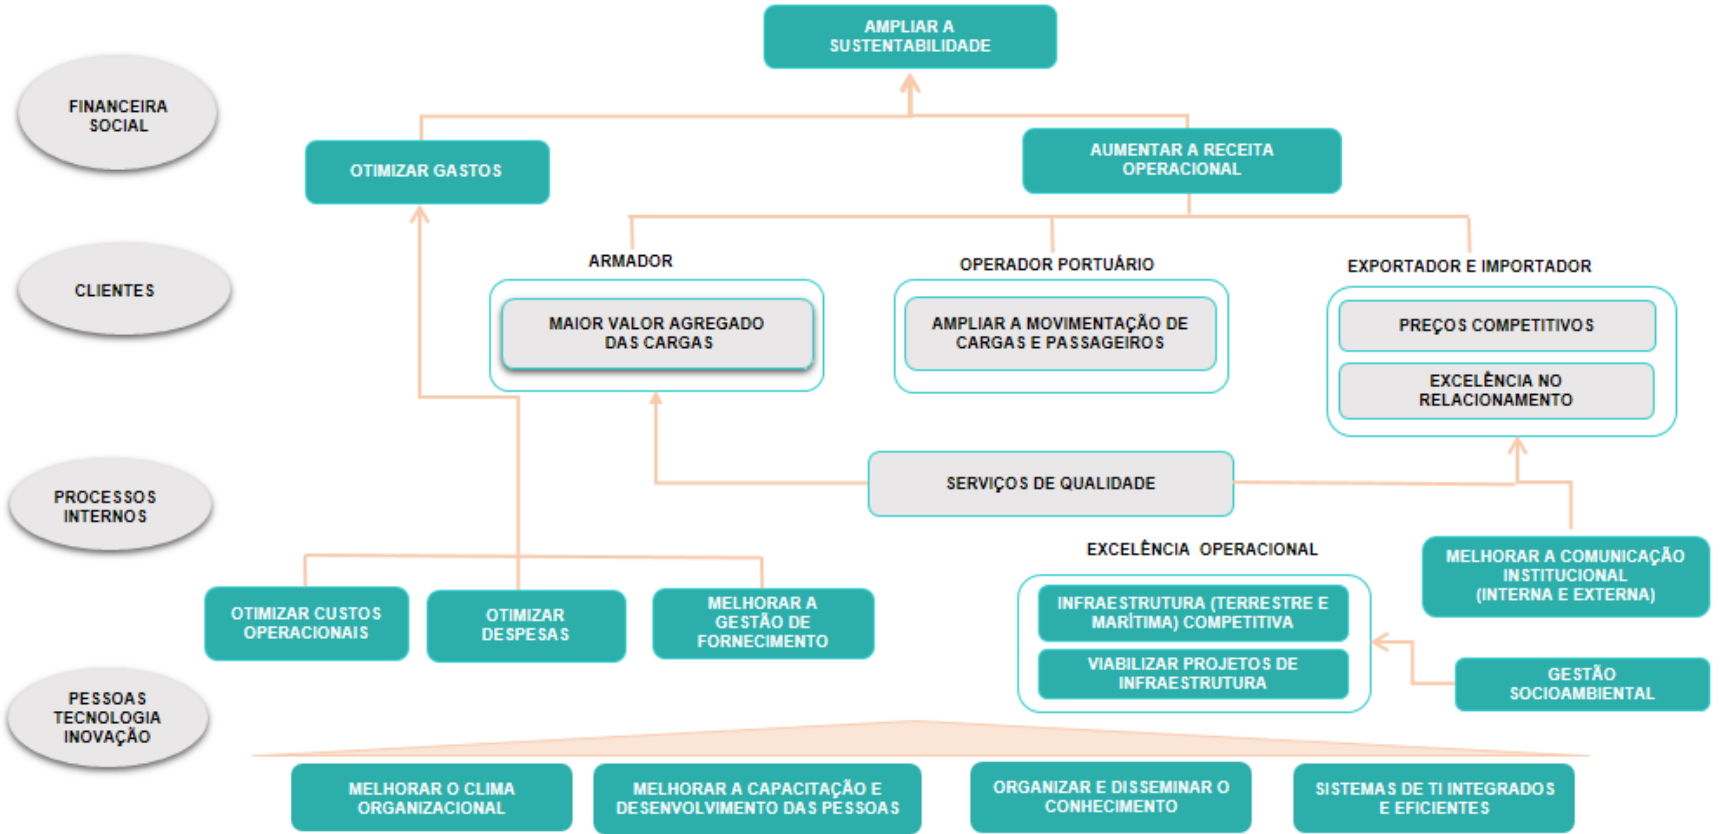 AMPLIAR A
SUSTENTABILIDADE
FINANCEIRA
SOCIAL
OTIMIZAR GASTOS
AUMENTAR A RECEITA
OPERACIONAL
CLIENTES
ARMADOR
MAIOR VALOR AGREGADO
DAS CARGAS
OPERADOR PORTUÁRIO
AMPLIAR A MOVIMENTAÇÃO DE
CARGAS E PASSAGEIROS
EXPORTADOR E IMPORTADOR
PREÇOS COMPETITIVOS
EXCELÊNCIA NO
RELACIONAMENTO
PROCESSOS
INTERNOS
SERVIÇOS DE QUALIDADE
OTIMIZAR CUSTOS
OPERACIONAIS
OTIMIZAR
DESPESAS
MELHORAR A
GESTÃO DE
FORNECIMENTO
EXCELÊNCIA OPERACIONAL
INFRAESTRUTURA (TERRESTRE E
MARÍTIMA) COMPETITIVA
VIABILIZAR PROJETOS DE
INFRAESTRUTURA
MELHORAR A COMUNICAÇÃO
INSTITUCIONAL
(INTERNA E EXTERNA)
GESTÃO
SOCIOAMBIENTAL
PESSOAS
TECNOLOGIA
INOVAÇÃO
MELHORAR O CLIMA
ORGANIZACIONAL
MELHORAR A CAPACITAÇÃO E
DESENVOLVIMENTO DAS PESSOAS
ORGANIZAR E DISSEMINAR O
CONHECIMENTO
SISTEMAS DE TI INTEGRADOS
E EFICIENTES